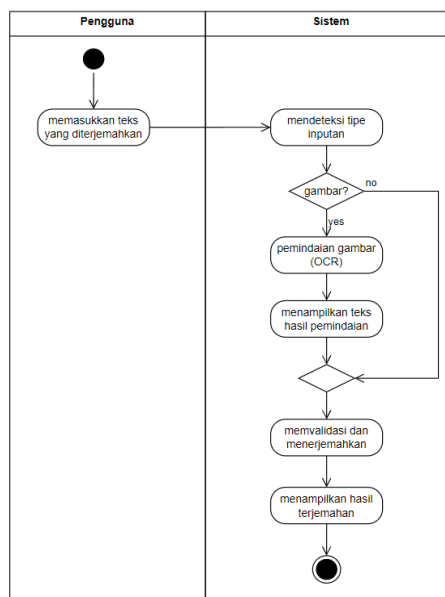 Pengguna
Sistem
memasukkan teks
yang diterjemahkan
mendeteksi tipe
inputan
gambar?
no
yes
pemindaian gambar
(OCR)
menampilkan teks
hasil pemindaian
memvalidasi dan
menerjemahkan
menampilkan hasil
terjemahan